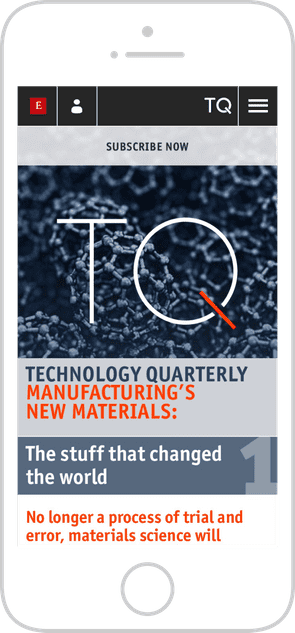 E
TQ
SUBSCRIBE NOW
TQ
TECHNOLOGY QUARTERLY
MANUFACTURING'S
NEW MATERIALS:
The stuff that changed
the world
1
No longer a process of trial and
error, materials science will